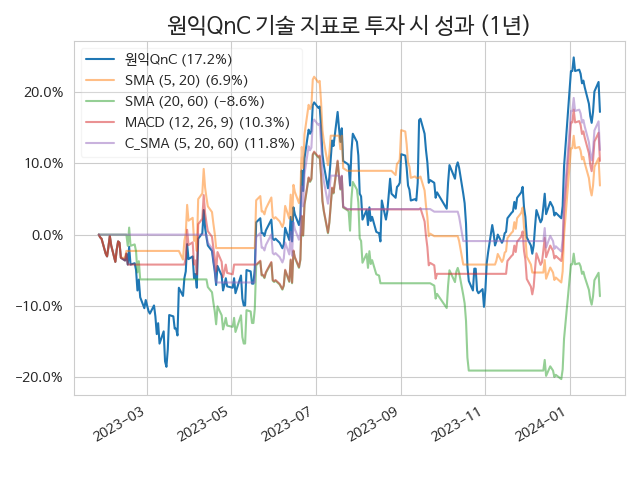 원익QnC 기술 지표로 투자 시 성과 (1년)
원익QnC (17.2%)
SMA (5, 20) (6.9%)
SMA (20, 60) (−8.6%)
MACD (12, 26, 9) (10.3%)
C_SMA (5, 20, 60) (11.8%)
20.0%
10.0%
0.0%
−10.0%
−20.0%
2023-03
2023-05
2023-07
2023-09
2023-11
2024-01